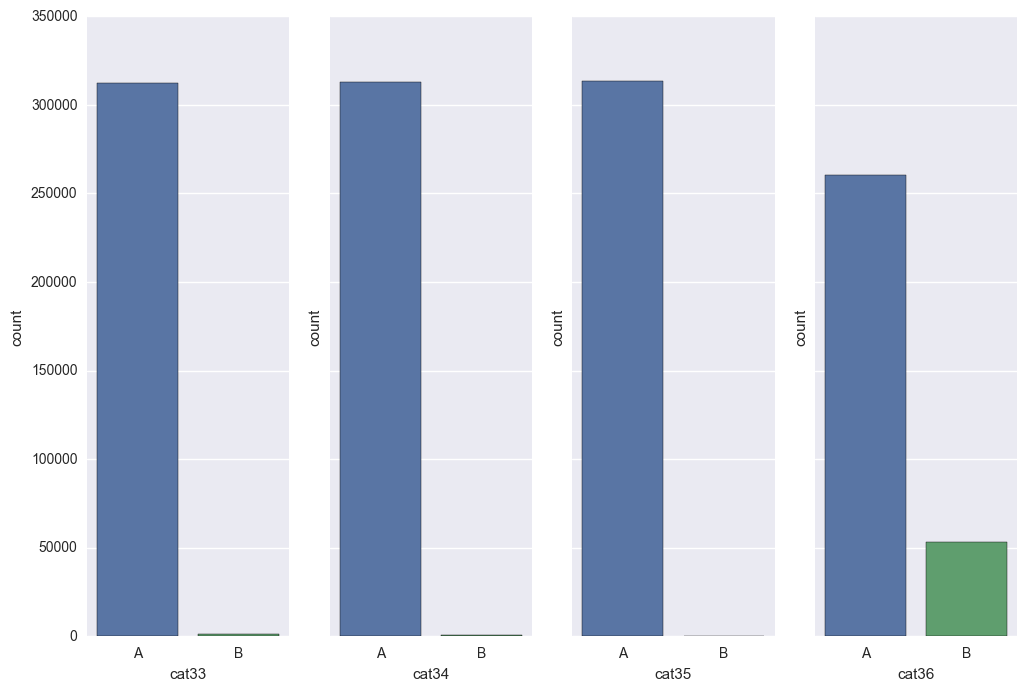 350000
300000
250000
200000
150000
100000
50000
0
count
count
count
count
A B
A B
A B
A B
cat33
cat34
cat35
cat36